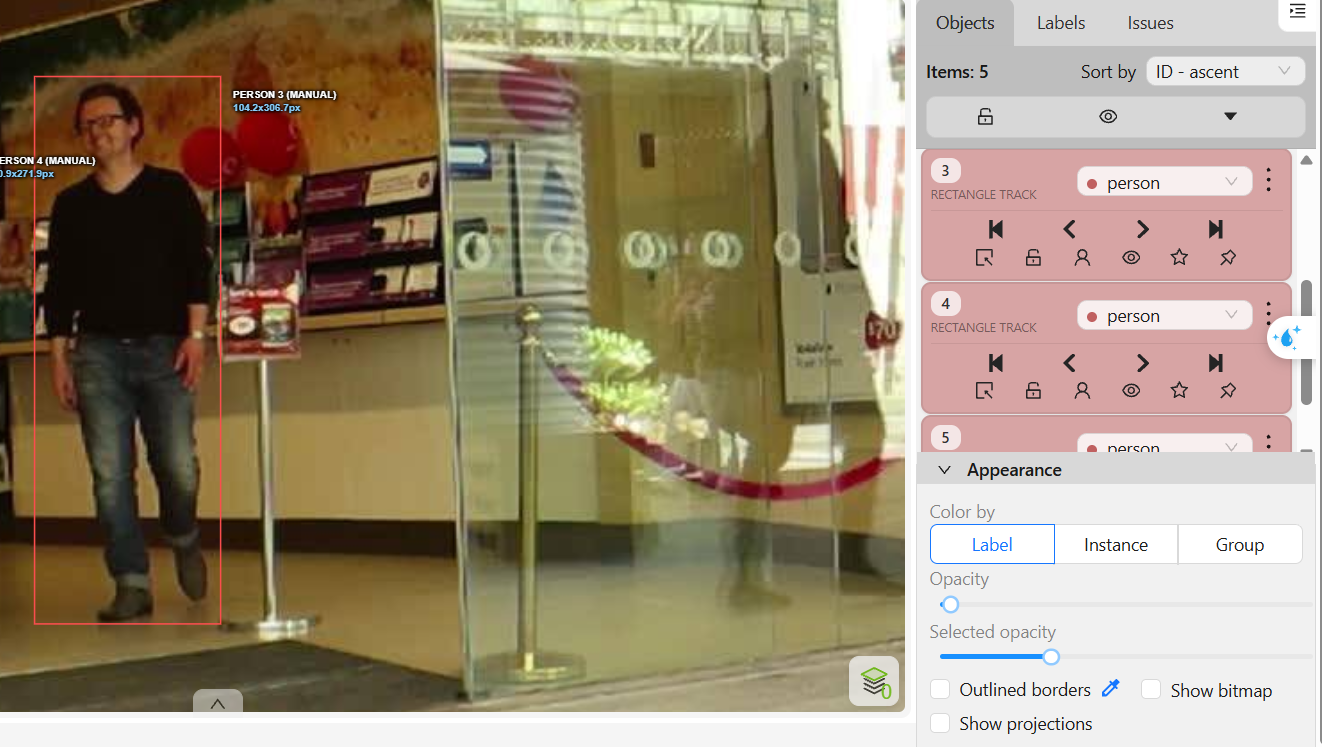 Objects
Labels
Issues
Items: 5
Sort by
ID - ascent
PERSON 3 (MANUAL)
104.2x306.7px
ERSON 4 (MANUAL)
0.9x271.9px
3
person
RECTANGLE TRACK
4
person
RECTANGLE TRACK
5
person
Appearance
Color by
Label
Instance
Group
Opacity
Selected opacity
Outlined borders
Show bitmap
Show projections
0